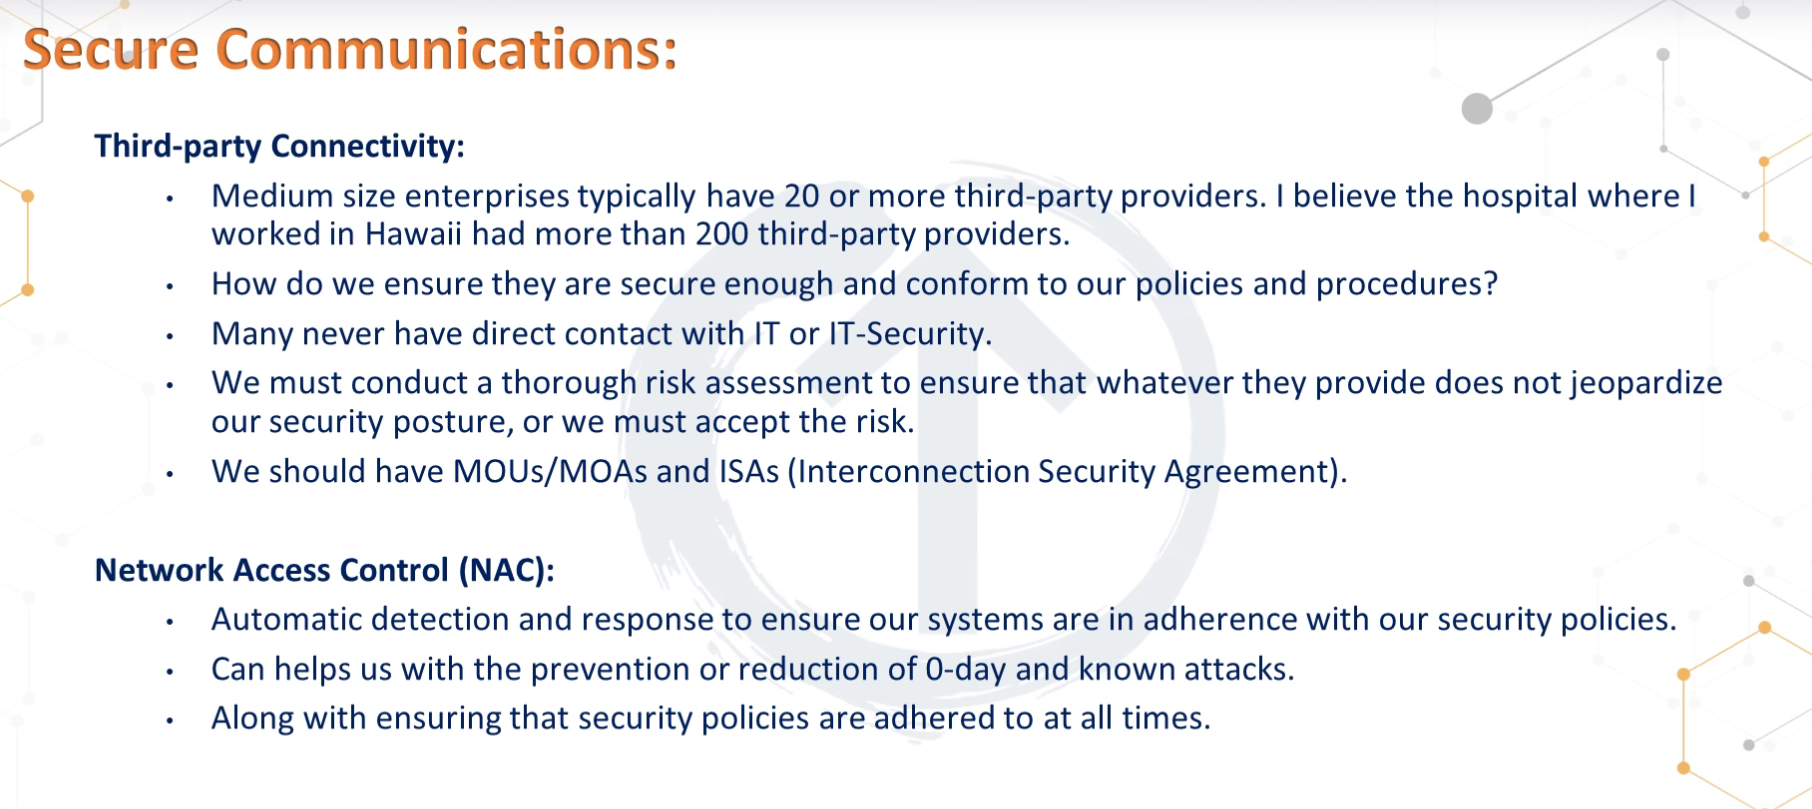 Secure Communications:
Third-party Connectivity:
• Medium size enterprises typically have 20 or more third-party providers. I believe the hospital where I
worked in Hawaii had more than 200 third-party providers.
• How do we ensure they are secure enough and conform to our policies and procedures?
• Many never have direct contact with IT or IT-Security.
• We must conduct a thorough risk assessment to ensure that whatever they provide does not jeopardize
our security posture, or we must accept the risk.
• We should have MOUs/MOAs and ISAs (Interconnection Security Agreement).
Network Access Control (NAC):
• Automatic detection and response to ensure our systems are in adherence with our security policies.
• Can helps us with the prevention or reduction of 0-day and known attacks.
• Along with ensuring that security policies are adhered to at all times.